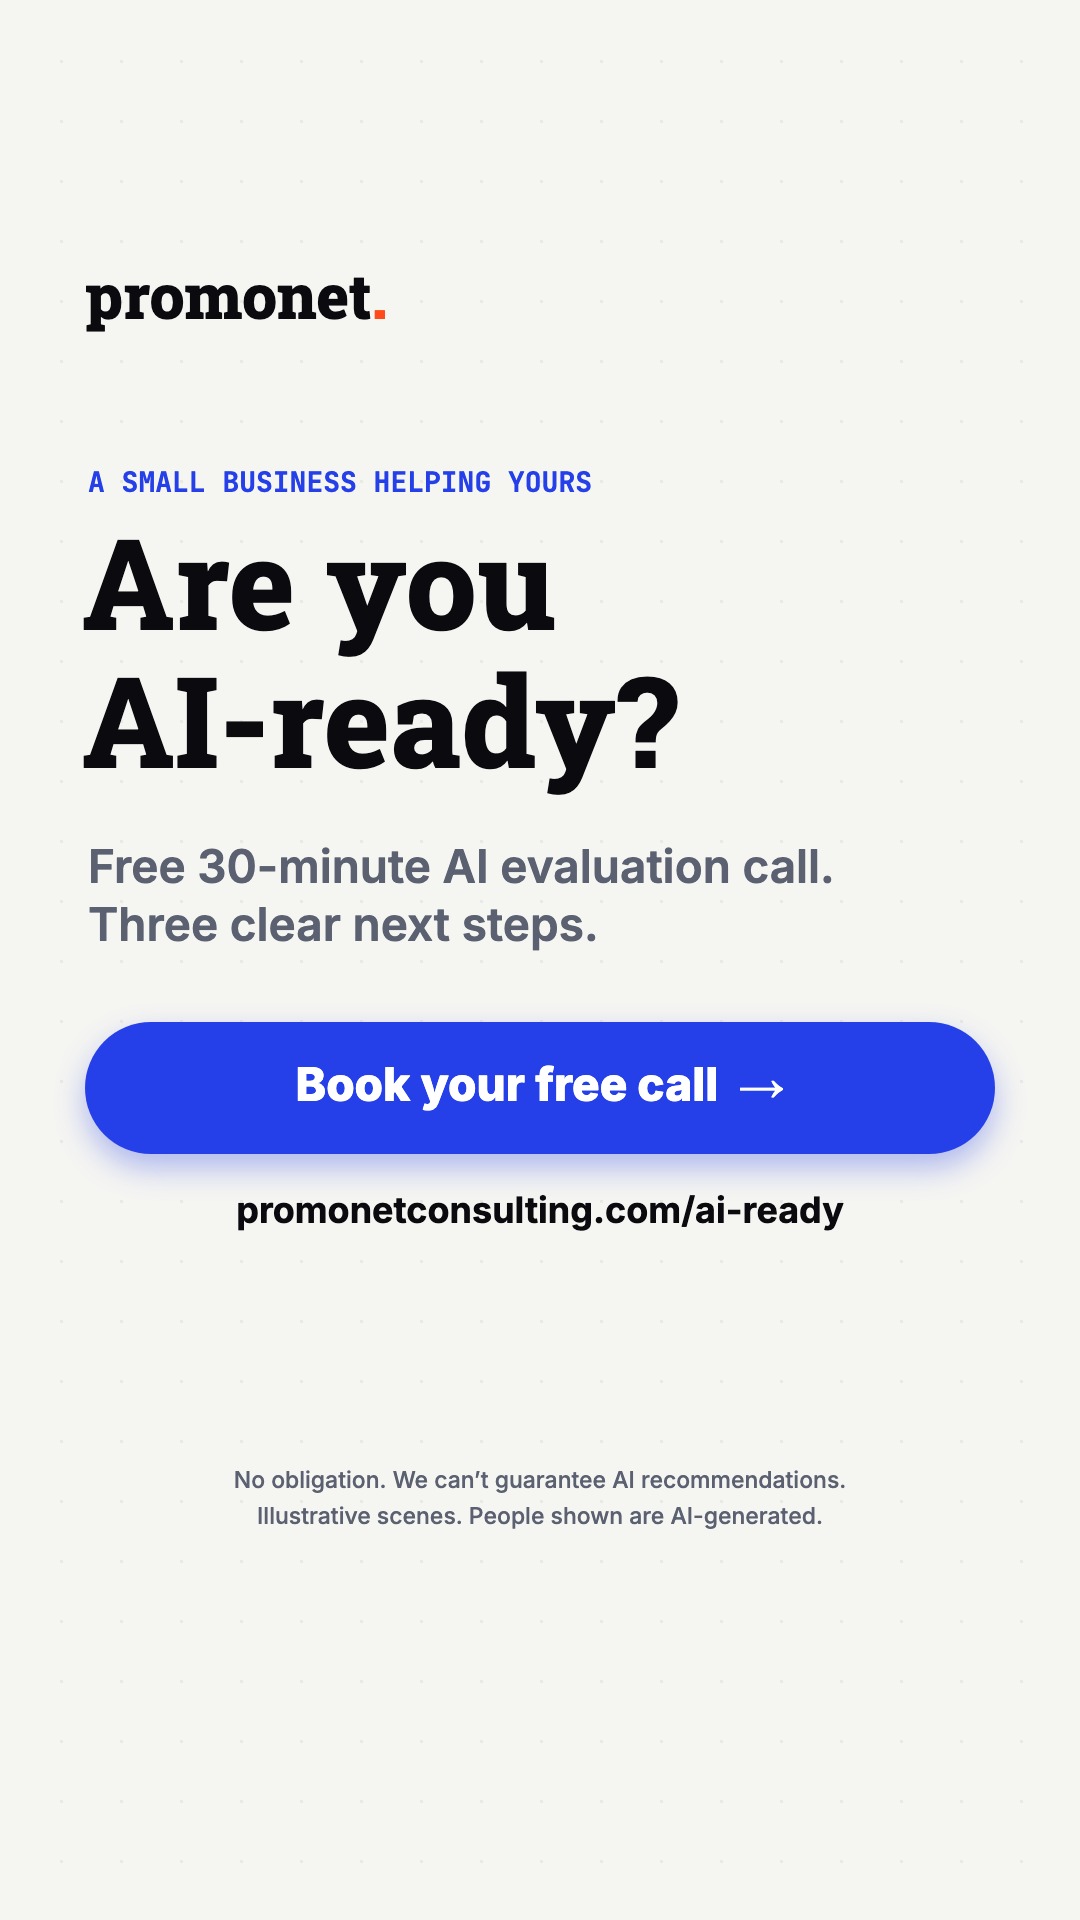 promonet.
A SMALL BUSINESS HELPING YOURS
Are you
AI-ready?
Free 30-minute AI evaluation call.
Three clear next steps.
Book your free call →
promonetconsulting.com/ai-ready
No obligation. We can’t guarantee AI recommendations.
Illustrative scenes. People shown are AI-generated.